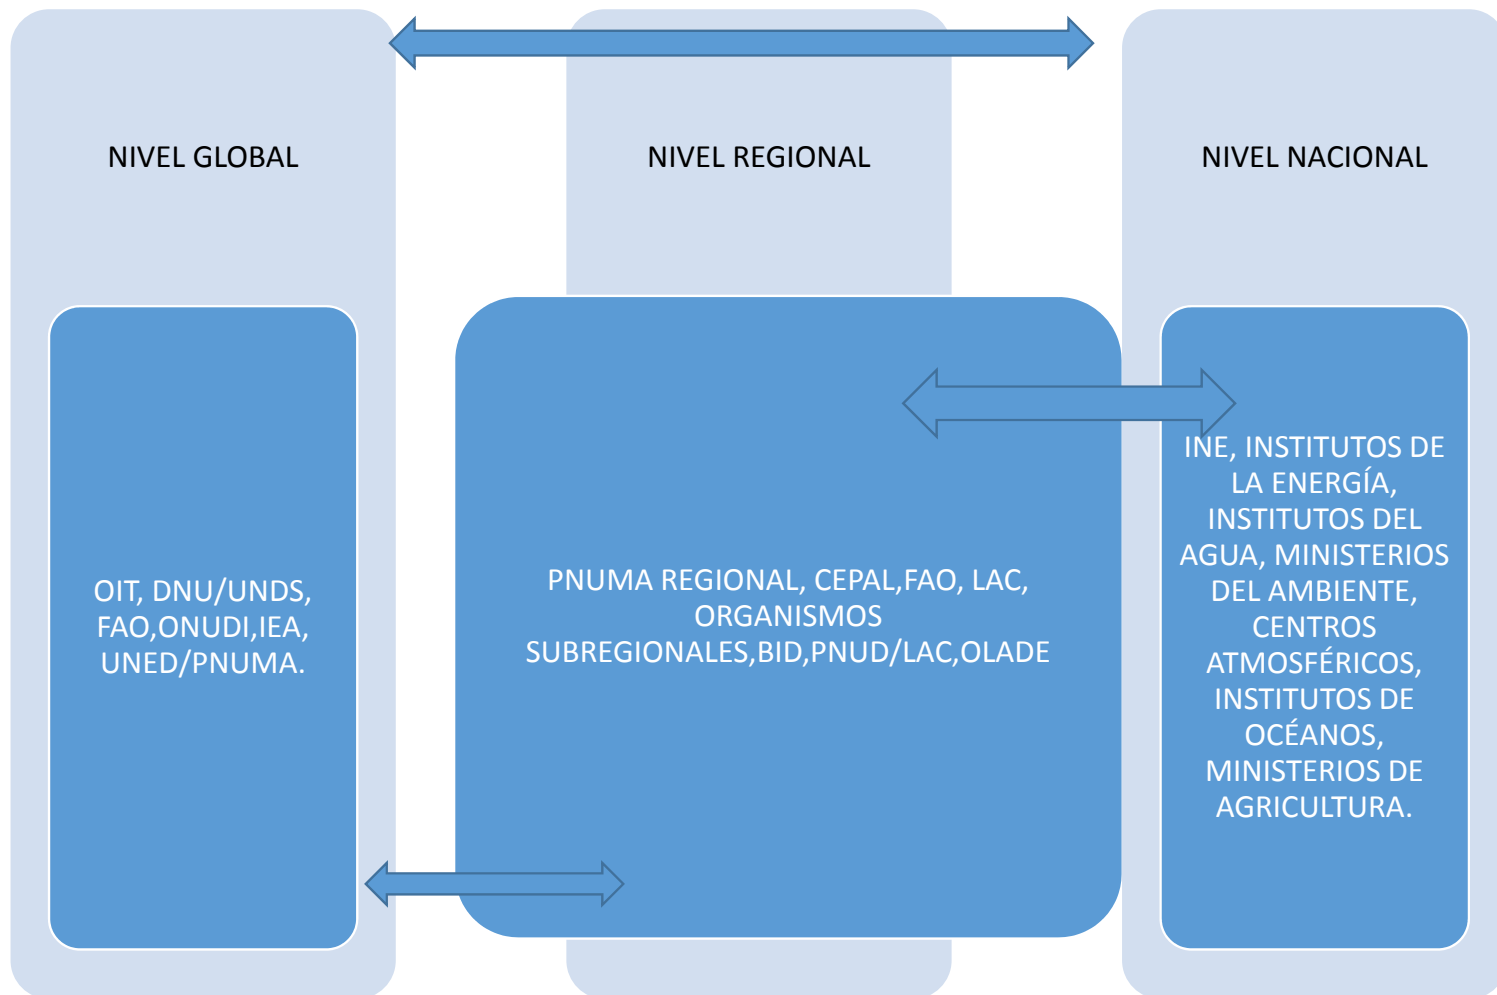 NIVEL GLOBAL
NIVEL REGIONAL
NIVEL NACIONAL
OIT, DNU/UNDS,
FAO,ONUDI,IEA,
UNED/PNUMA.
PNUMA REGIONAL, CEPAL,FAO, LAC,
ORGANISMOS
SUBREGIONALES,BID,PNUD/LAC,OLADE
INE, INSTITUTOS DE
LA ENERGÍA,
INSTITUTOS DEL
AGUA, MINISTERIOS
DEL AMBIENTE,
CENTROS
ATMOSFÉRICOS,
INSTITUTOS DE
OCÉANOS,
MINISTERIOS DE
AGRICULTURA.